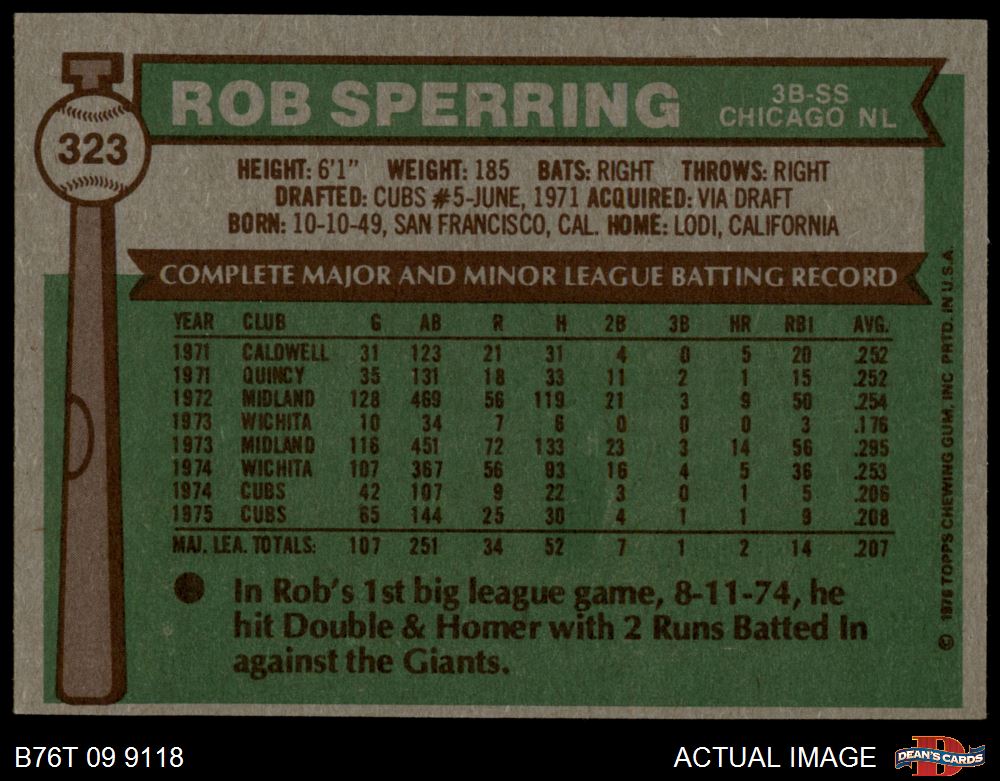 ROB SPERRING
3B-SS
CHICAGO NL
323
HEIGHT: 6'1" WEIGHT: 185 BATS: RIGHT THROWS: RIGHT
DRAFTED: CUBS #5-JUNE, 1971 ACQUIRED: VIA DRAFT
BORN: 10-10-49, SAN FRANCISCO, CAL. HOME: LODI, CALIFORNIA
COMPLETE MAJOR AND MINOR LEAGUE BATTING RECORD
YEAR CLUB G AB R H 2B 3B HR RBI AVG.
1971 CALDWELL 31 123 21 31 4 0 5 20 .252
1971 QUINCY 35 131 18 33 11 2 1 15 .252
1972 MIDLAND 128 469 56 119 21 3 9 50 .254
1973 WICHITA 10 34 7 6 0 0 0 3 .176
1973 MIDLAND 116 451 72 133 23 3 14 56 .295
1974 WICHITA 107 367 56 93 16 4 5 36 .253
1974 CUBS 42 107 9 22 3 0 1 5 .206
1975 CUBS 65 144 25 30 4 1 1 9 .208
MAJ. LEA. TOTALS: 107 251 34 52 7 1 2 14 .207
In Rob's 1st big league game, 8-11-74, he
hit Double & Homer with 2 Runs Batted In
against the Giants.
© 1976 TOPPS CHEWING GUM, INC PRTD. IN U.S.A.
B76T 09 9118
ACTUAL IMAGE
D
DEAN'S CARDS